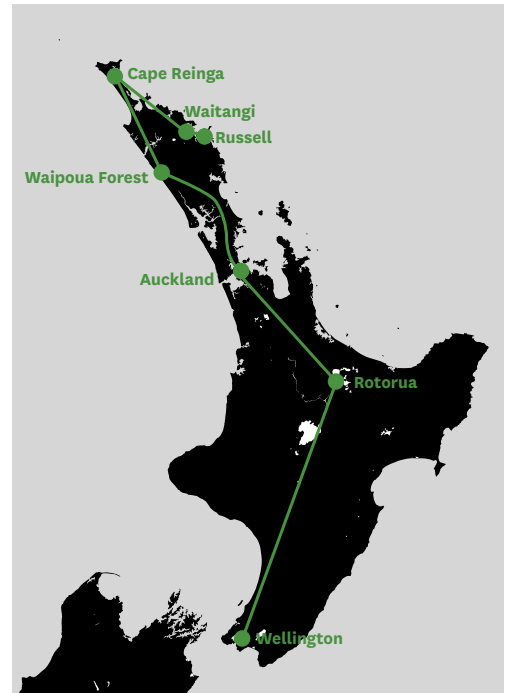 Cape Reinga
Waitangi
Russell
Waipoua Forest
Auckland
Rotorua
Wellington